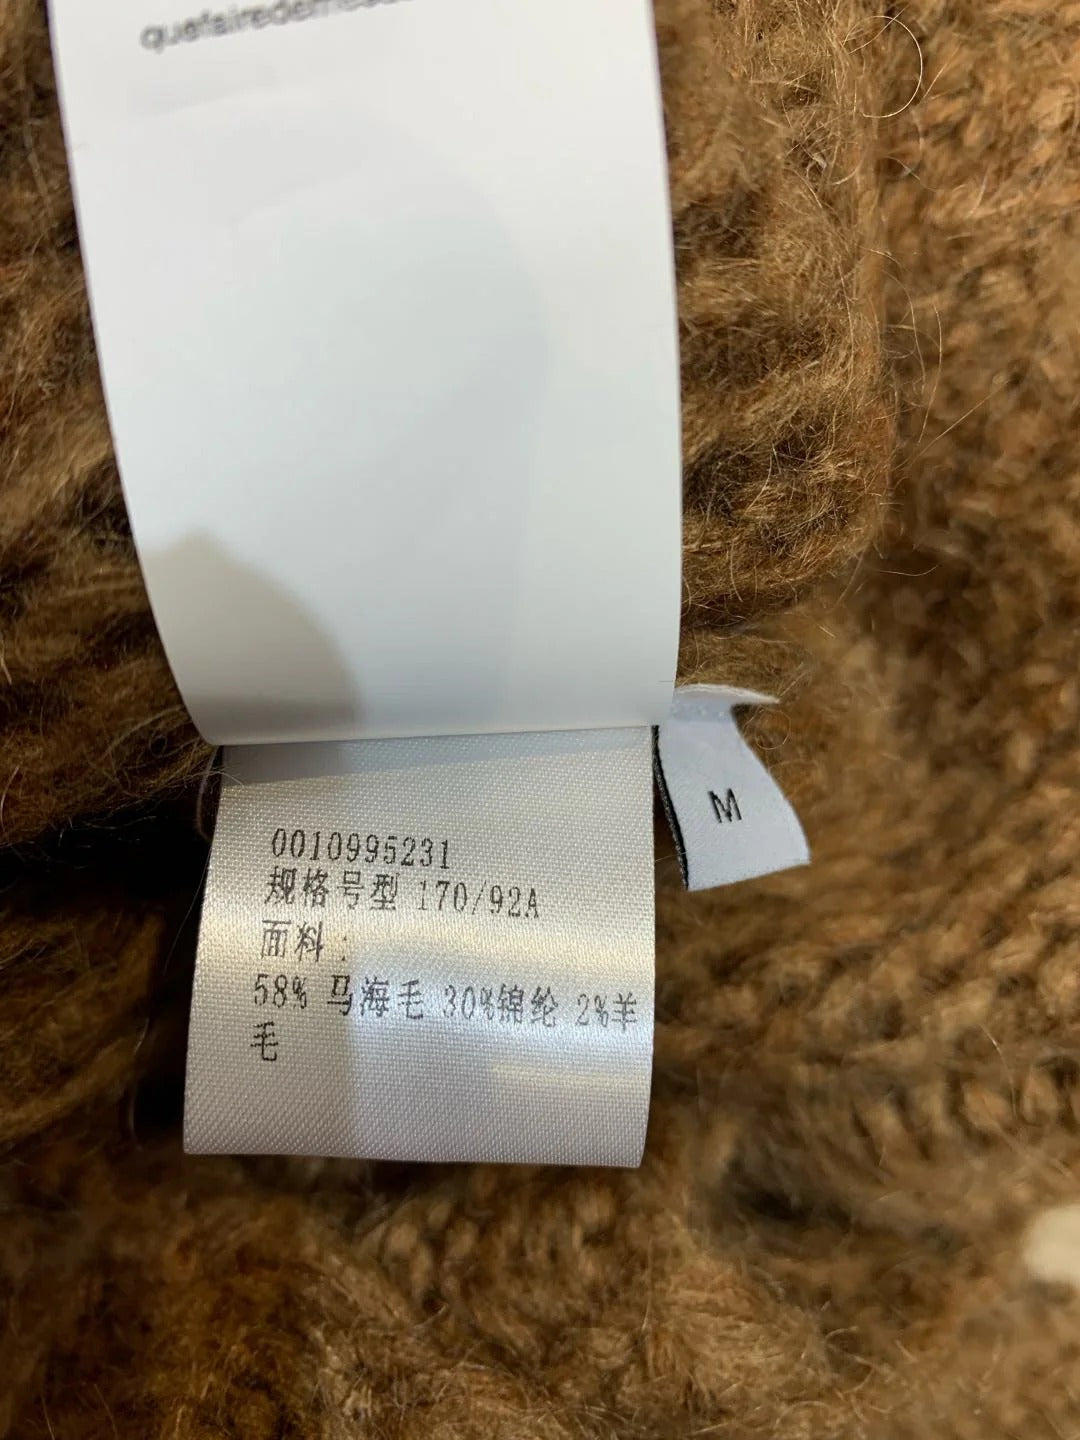 0010995231
规格号型 170/92A
面料:
58% 马海毛 30%锦纶 2%羊
毛
M